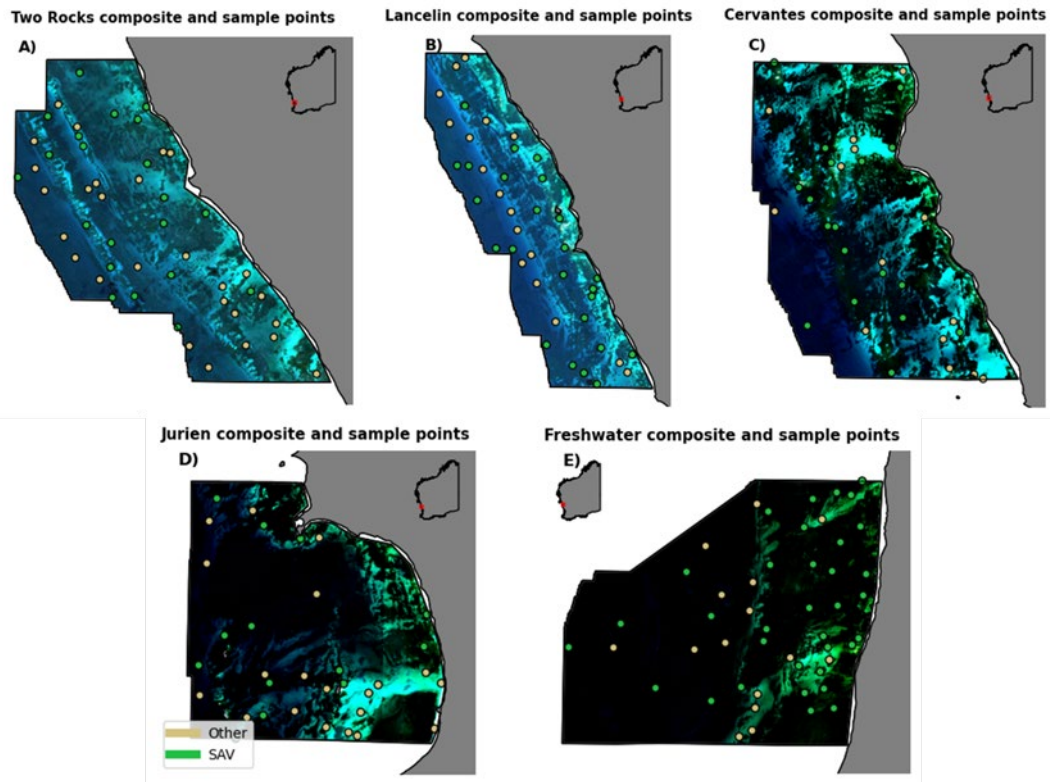 Two Rocks composite and sample points
Lancelin composite and sample points
Cervantes composite and sample points
A)
B)
C)
Jurien composite and sample points
Freshwater composite and sample points
D)
E)
Other
SAV